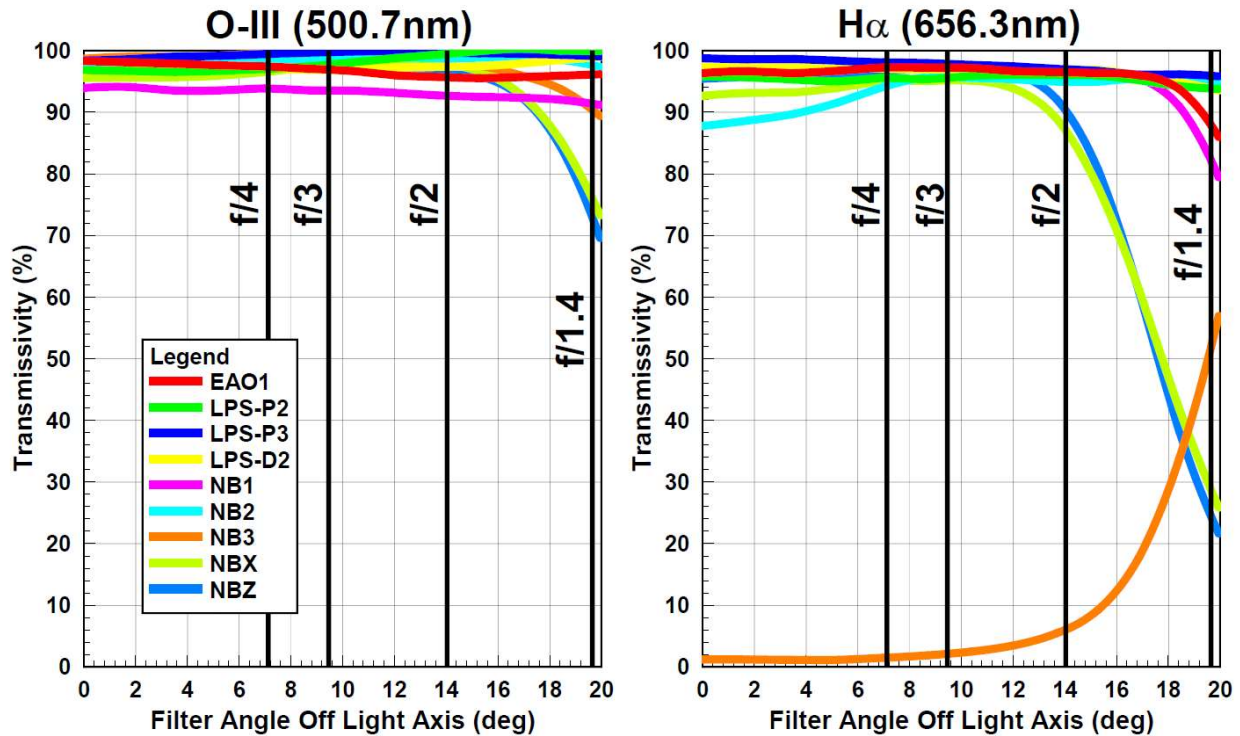 O-III (500.7nm)
100
90
80
70
60
50
40
30
20
10
0
Transmissivity (%)
f/4
f/3
f/2
f/1.4
Legend
EAO1
LPS-P2
LPS-P3
LPS-D2
NB1
NB2
NB3
NBX
NBZ
0 2 4 6 8 10 12 14 16 18 20
Filter Angle Off Light Axis (deg)
Hα (656.3nm)
100
90
80
70
60
50
40
30
20
10
0
Transmissivity (%)
f/4
f/3
f/2
f/1.4
0 2 4 6 8 10 12 14 16 18 20
Filter Angle Off Light Axis (deg)